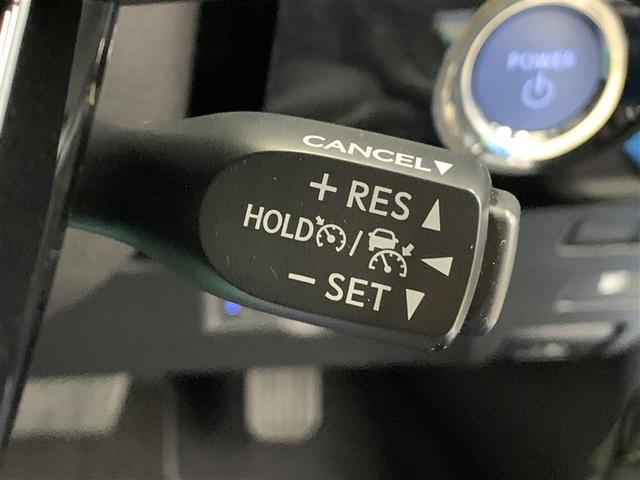 POWER
CANCEL▼
+ RES ▲
HOLD / ◀
− SET ▼